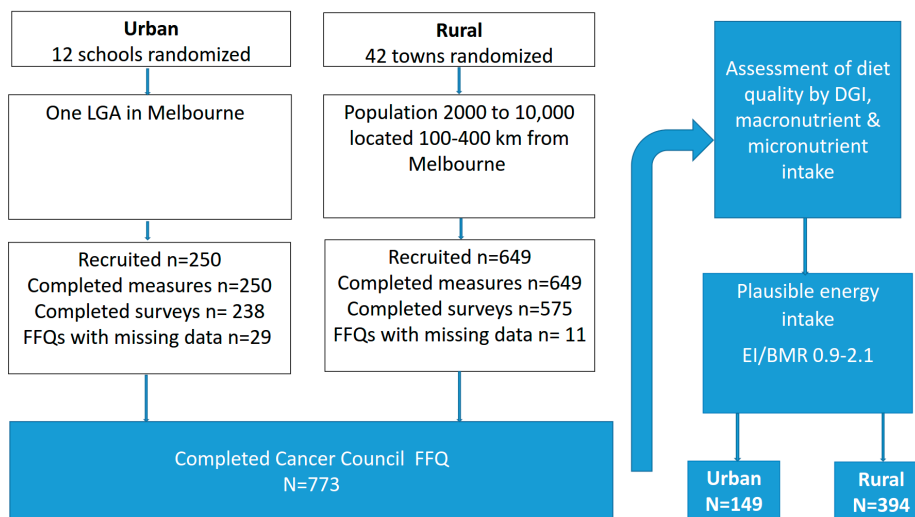 Urban
12 schools randomized
One LGA in Melbourne
Recruited n=250
Completed measures n=250
Completed surveys n= 238
FFQs with missing data n=29
Rural
42 towns randomized
Population 2000 to 10,000
located 100-400 km from
Melbourne
Recruited n=649
Completed measures n=649
Completed surveys n=575
FFQs with missing data n= 11
Completed Cancer Council FFQ
N=773
Assessment of diet
quality by DGI,
macronutrient &
micronutrient
intake
Plausible energy
intake
EI/BMR 0.9-2.1
Urban
N=149
Rural
N=394